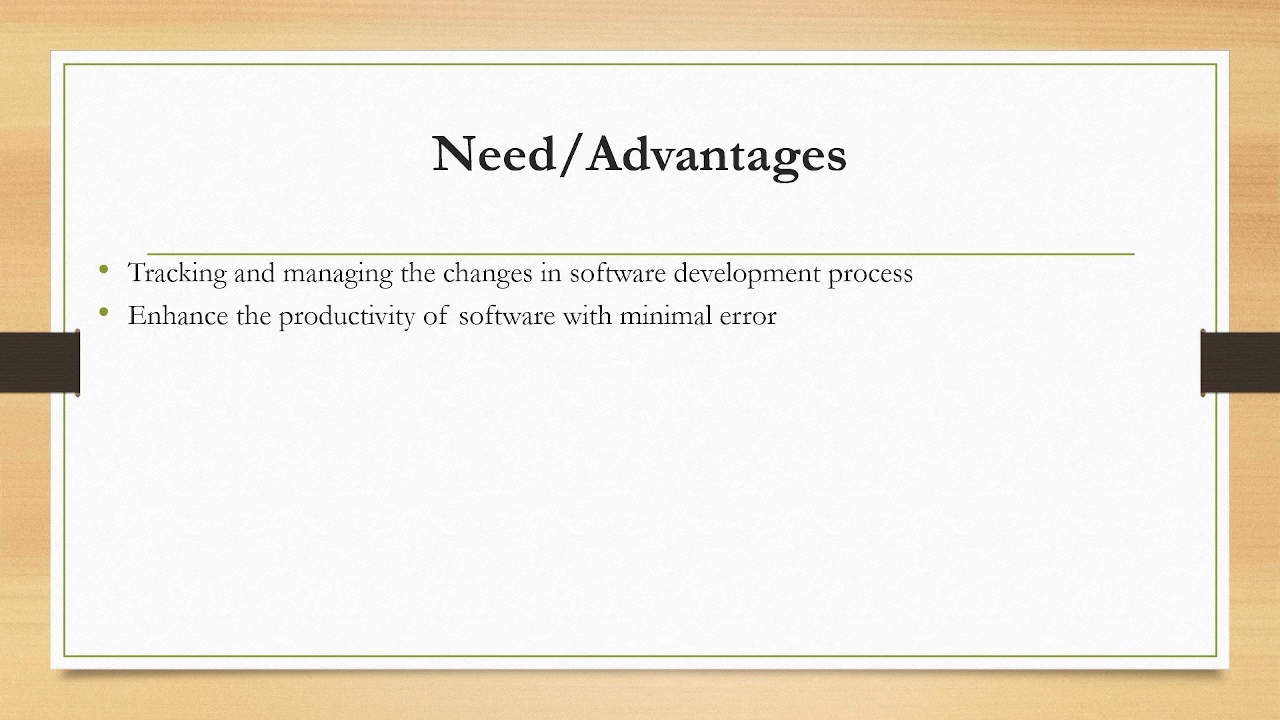 Need/Advantages
• Tracking and managing the changes in software development process
• Enhance the productivity of software with minimal error